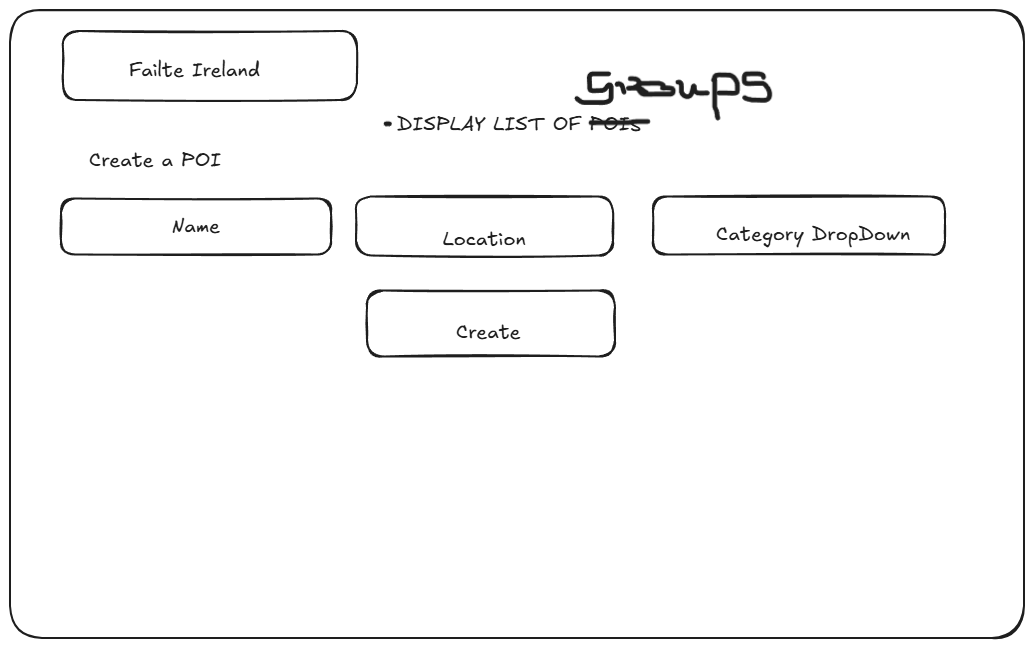 Failte Ireland
Groups
• DISPLAY LIST OF POIs
Create a POI
Name
Location
Category DropDown
Create